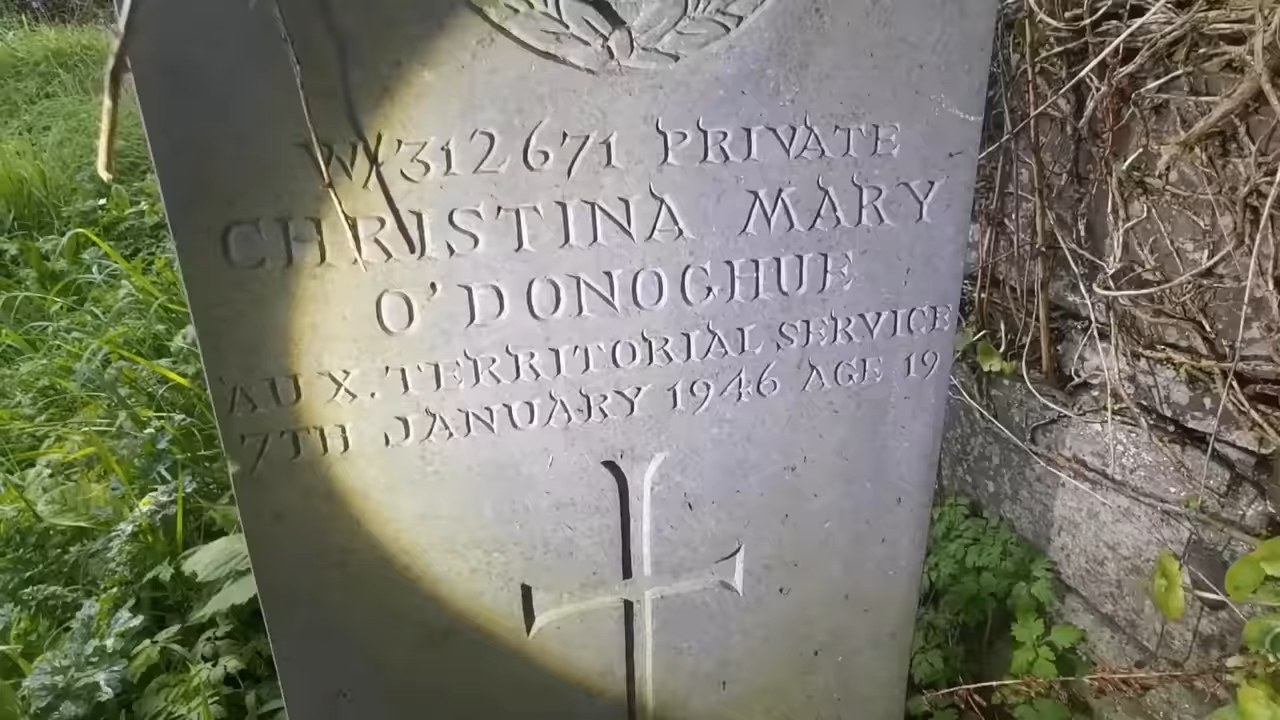 W/312671 PRIVATE
CHRISTINA MARY
O'DONOGHUE
AUX. TERRITORIAL SERVICE
7TH JANUARY 1946 AGE 19